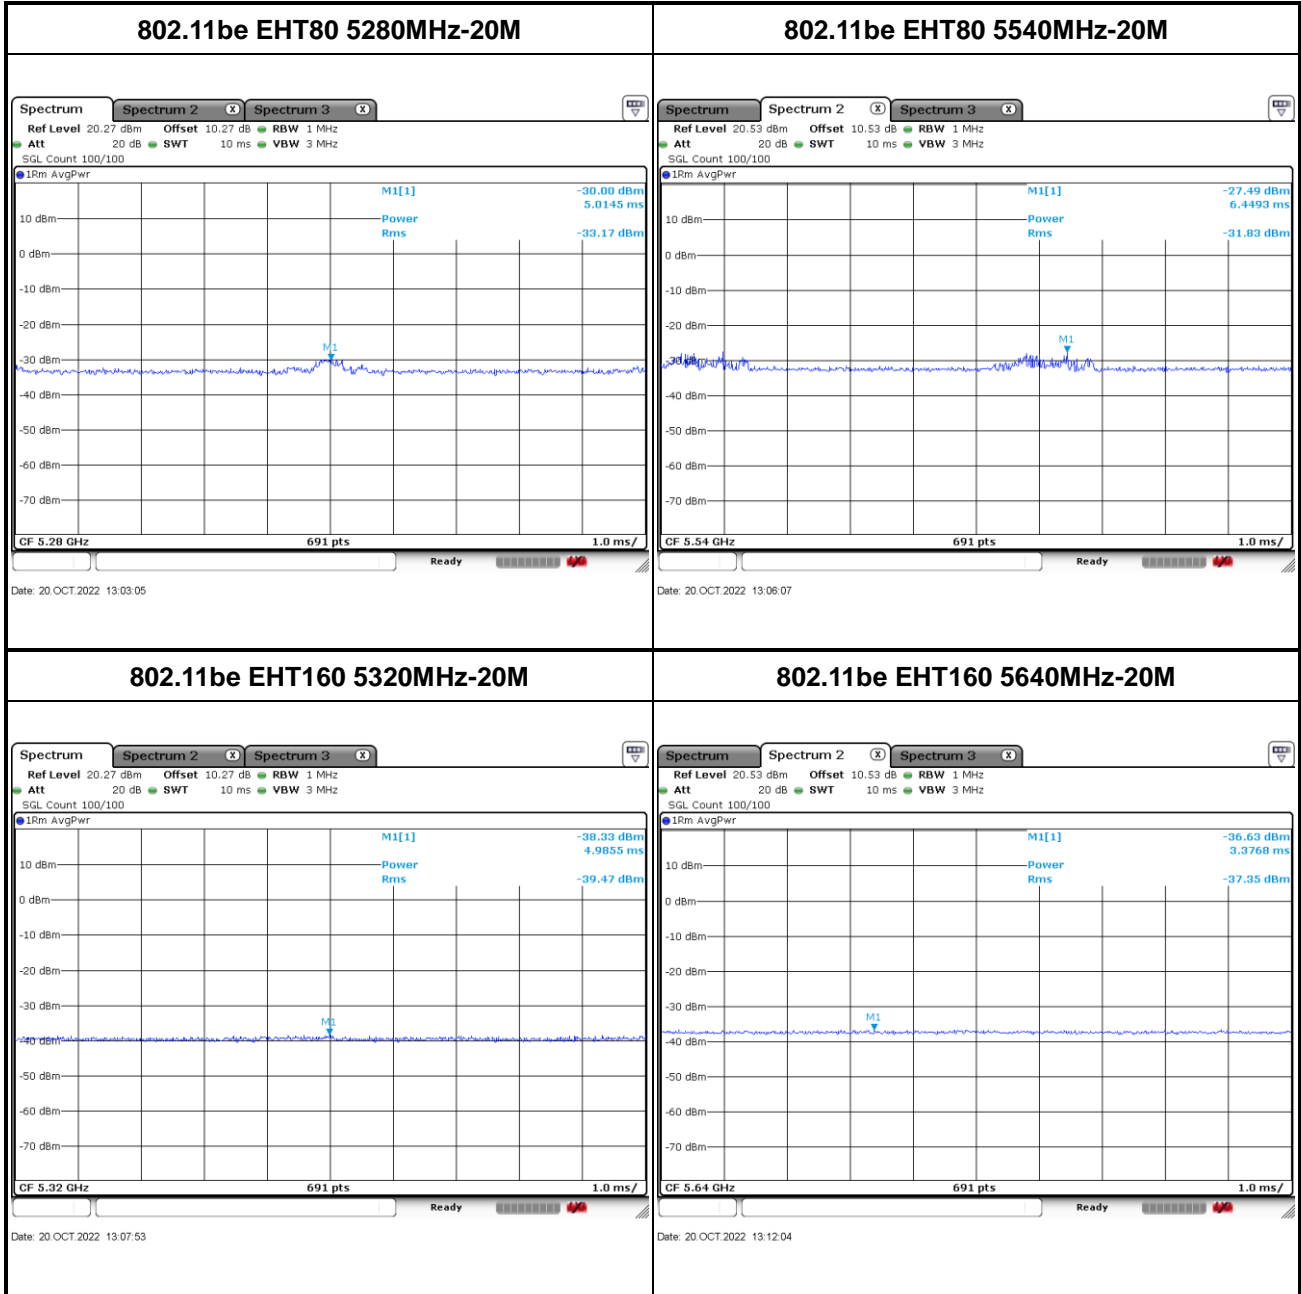 802.11be EHT80 5280MHz-20M
Spectrum Spectrum 2 X Spectrum 3 X
Ref Level 20.27 dBm Offset 10.27 dB RBW 1 MHz
Att 20 dB SWT 10 ms VBW 3 MHz
SGL Count 100/100
1Rm AvgPwr
M1[1] -30.00 dBm
5.0145 ms
10 dBm Power
Rms -33.17 dBm
0 dBm
-10 dBm
-20 dBm
M1
-30 dBm
-40 dBm
-50 dBm
-60 dBm
-70 dBm
CF 5.28 GHz 691 pts 1.0 ms/
Ready
Date: 20.OCT.2022 13:03:05
802.11be EHT80 5540MHz-20M
Spectrum Spectrum 2 X Spectrum 3 X
Ref Level 20.53 dBm Offset 10.53 dB RBW 1 MHz
Att 20 dB SWT 10 ms VBW 3 MHz
SGL Count 100/100
1Rm AvgPwr
M1[1] -27.49 dBm
6.4493 ms
10 dBm Power
Rms -31.83 dBm
0 dBm
-10 dBm
-20 dBm
M1
-30 dBm
-40 dBm
-50 dBm
-60 dBm
-70 dBm
CF 5.54 GHz 691 pts 1.0 ms/
Ready
Date: 20.OCT.2022 13:06:07
802.11be EHT160 5320MHz-20M
Spectrum Spectrum 2 X Spectrum 3 X
Ref Level 20.27 dBm Offset 10.27 dB RBW 1 MHz
Att 20 dB SWT 10 ms VBW 3 MHz
SGL Count 100/100
1Rm AvgPwr
M1[1] -38.33 dBm
4.9855 ms
10 dBm Power
Rms -39.47 dBm
0 dBm
-10 dBm
-20 dBm
-30 dBm
M1
-40 dBm
-50 dBm
-60 dBm
-70 dBm
CF 5.32 GHz 691 pts 1.0 ms/
Ready
Date: 20.OCT.2022 13:07:53
802.11be EHT160 5640MHz-20M
Spectrum Spectrum 2 X Spectrum 3 X
Ref Level 20.53 dBm Offset 10.53 dB RBW 1 MHz
Att 20 dB SWT 10 ms VBW 3 MHz
SGL Count 100/100
1Rm AvgPwr
M1[1] -36.63 dBm
3.3768 ms
10 dBm Power
Rms -37.35 dBm
0 dBm
-10 dBm
-20 dBm
-30 dBm
M1
-40 dBm
-50 dBm
-60 dBm
-70 dBm
CF 5.64 GHz 691 pts 1.0 ms/
Ready
Date: 20.OCT.2022 13:12:04